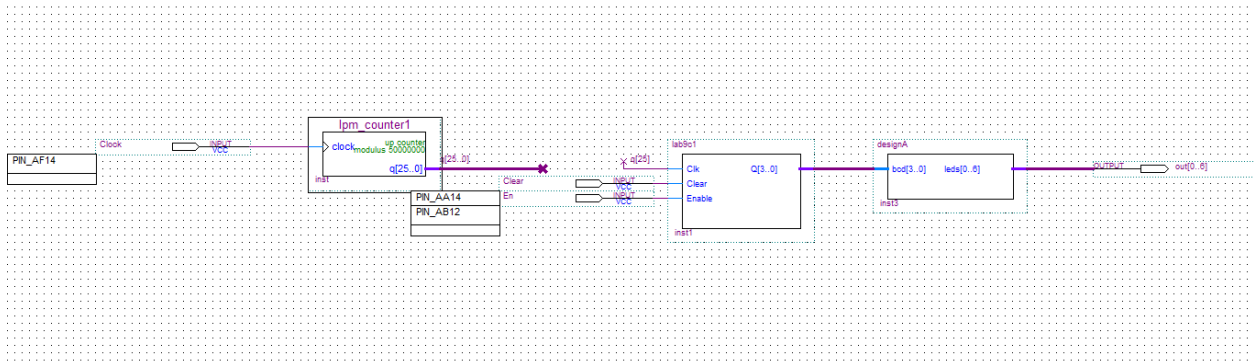 Clock
PIN_AF14
INPUT
VCC
lpm_counter1
up counter
modulus 50000000
clock
q[25..0]
inst
q[25..0]
PIN_AA14
PIN_AB12
Clear
En
INPUT
VCC
INPUT
VCC
q[25]
lab9c1
Clk
Clear
Enable
Q[3..0]
inst1
designA
bcd[3..0]
leds[0..6]
inst3
OUTPUT
out[0..6]